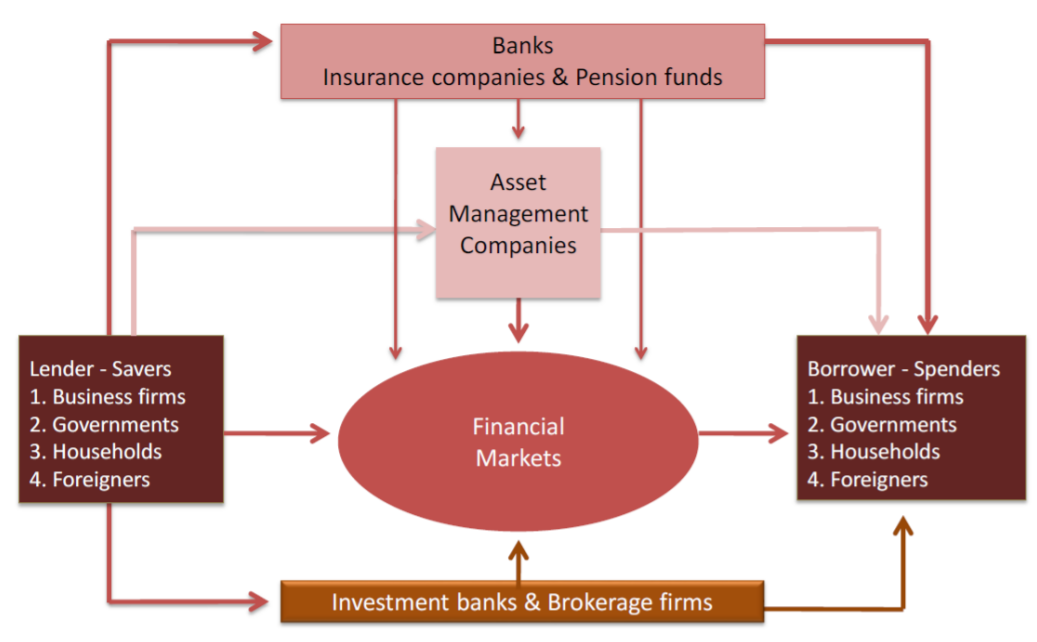 Banks
Insurance companies & Pension funds
Asset
Management
Companies
Lender - Savers
1. Business firms
2. Governments
3. Households
4. Foreigners
Financial
Markets
Borrower - Spenders
1. Business firms
2. Governments
3. Households
4. Foreigners
Investment banks & Brokerage firms